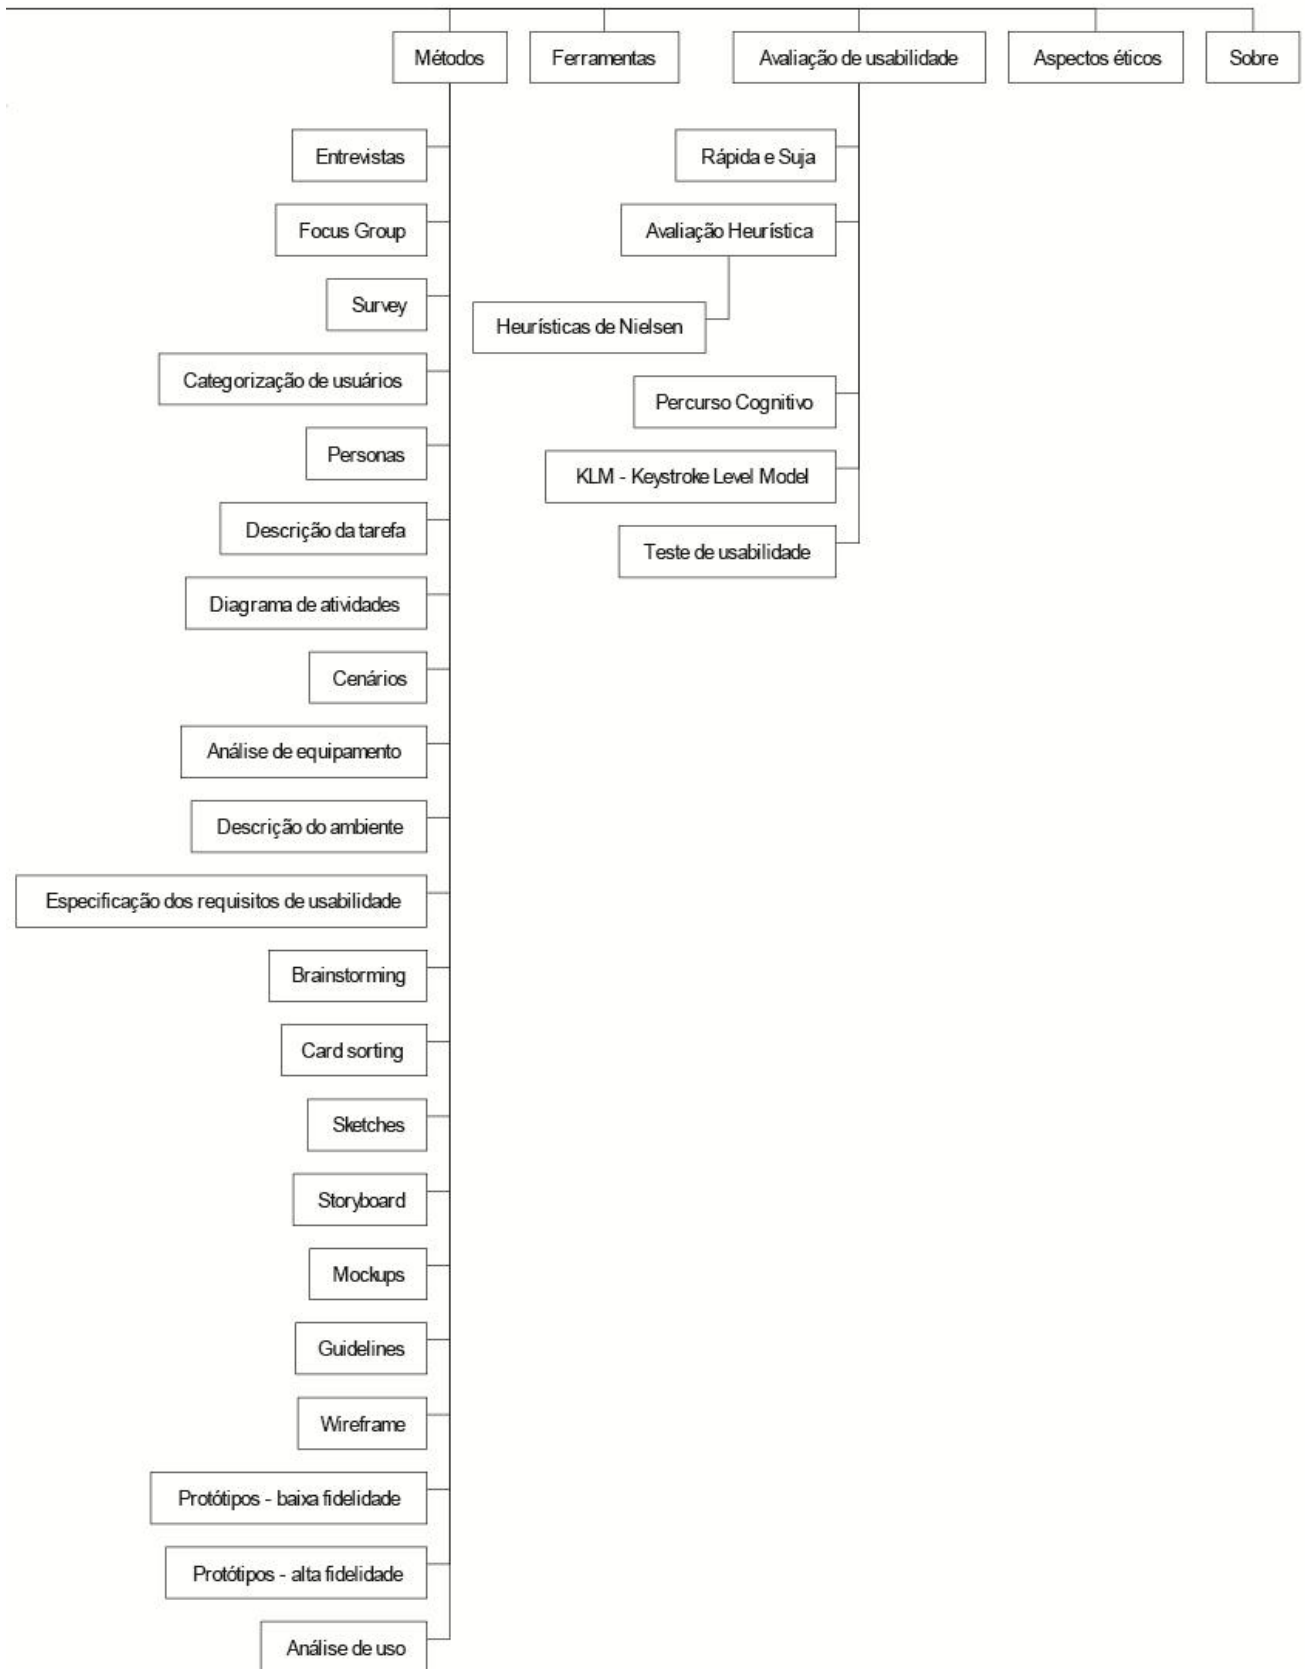 Métodos
Ferramentas
Avaliação de usabilidade
Aspectos éticos
Sobre
Entrevistas
Focus Group
Survey
Categorização de usuários
Personas
Descrição da tarefa
Diagrama de atividades
Cenários
Análise de equipamento
Descrição do ambiente
Especificação dos requisitos de usabilidade
Brainstorming
Card sorting
Sketches
Storyboard
Mockups
Guidelines
Wireframe
Protótipos - baixa fidelidade
Protótipos - alta fidelidade
Análise de uso
Rápida e Suja
Avaliação Heurística
Heurísticas de Nielsen
Percurso Cognitivo
KLM - Keystroke Level Model
Teste de usabilidade